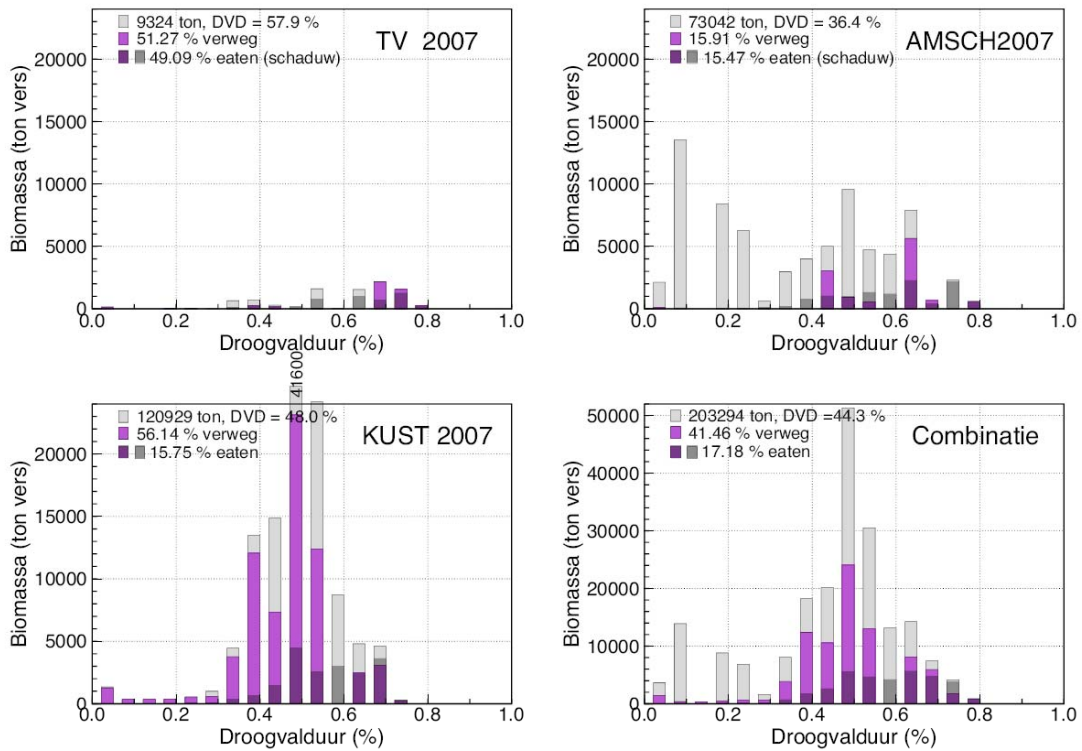 9324 ton, DVD = 57.9 %
TV 2007
51.27 % verweg
49.09 % eaten (schaduw)
20000
15000
10000
5000
0
Biomassa (ton vers)
0.0 0.2 0.4 0.6 0.8 1.0
Droogvalduur (%)
73042 ton, DVD = 36.4 %
AMSCH2007
15.91 % verweg
15.47 % eaten (schaduw)
20000
15000
10000
5000
0
Biomassa (ton vers)
0.0 0.2 0.4 0.6 0.8 1.0
Droogvalduur (%)
41600
120929 ton, DVD = 48.0 %
KUST 2007
56.14 % verweg
15.75 % eaten
20000
15000
10000
5000
0
Biomassa (ton vers)
0.0 0.2 0.4 0.6 0.8 1.0
Droogvalduur (%)
203294 ton, DVD =44.3 %
Combinatie
41.46 % verweg
17.18 % eaten
50000
40000
30000
20000
10000
0
Biomassa (ton vers)
0.0 0.2 0.4 0.6 0.8 1.0
Droogvalduur (%)